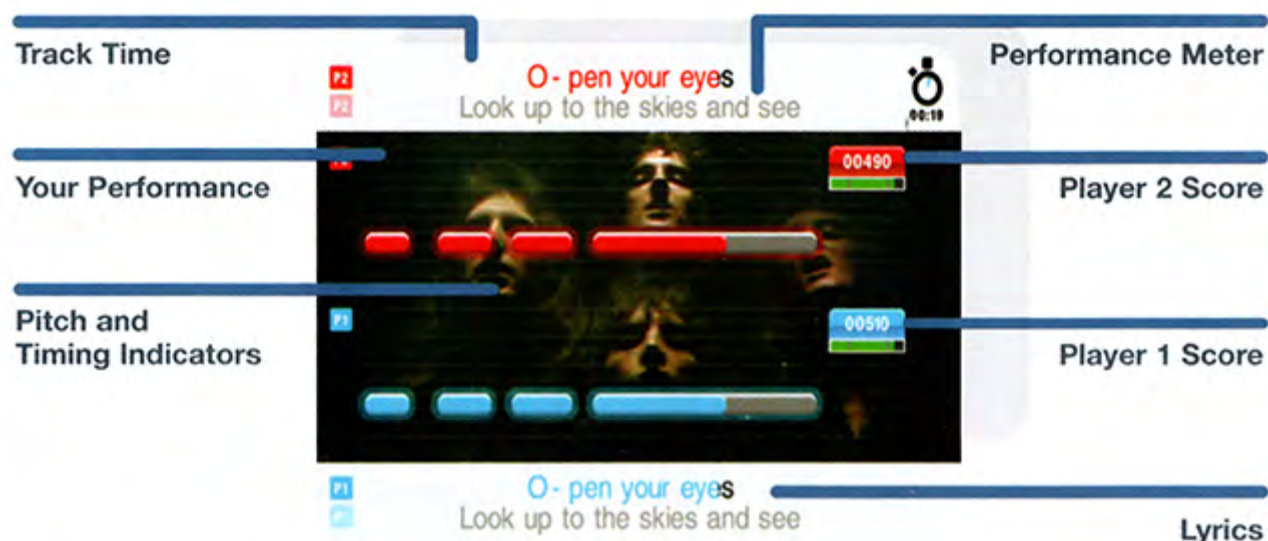 Track Time
Performance Meter
P2 O - pen your eyes
P2 Look up to the skies and see
00:19
Your Performance
00490
Player 2 Score
Pitch and
Timing Indicators
P1
00510
Player 1 Score
P1 O - pen your eyes
Look up to the skies and see
Lyrics